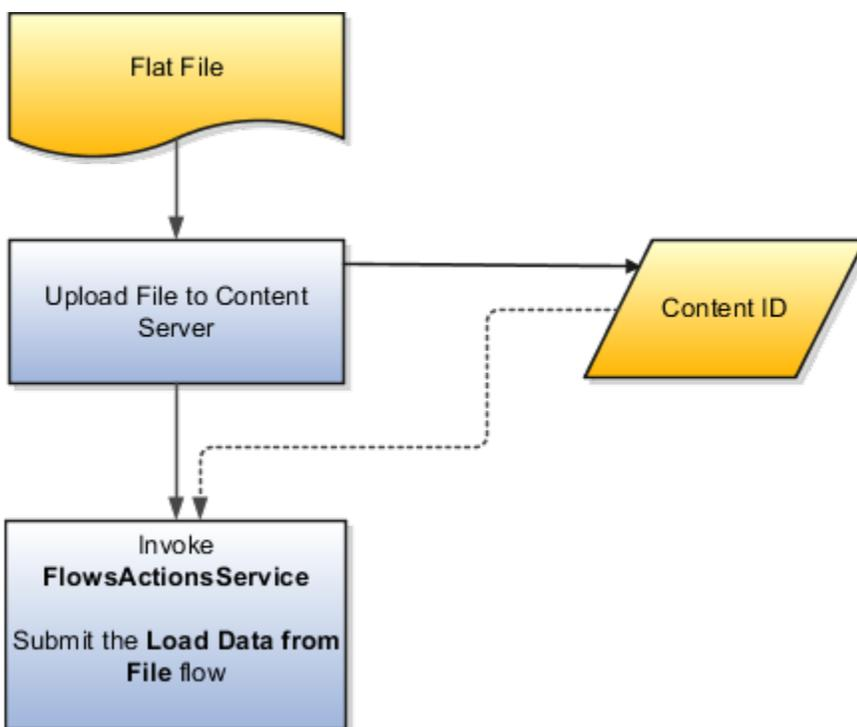 Flat File
Upload File to Content
Server
Content ID
Invoke
FlowsActionsService
Submit the Load Data from
File flow